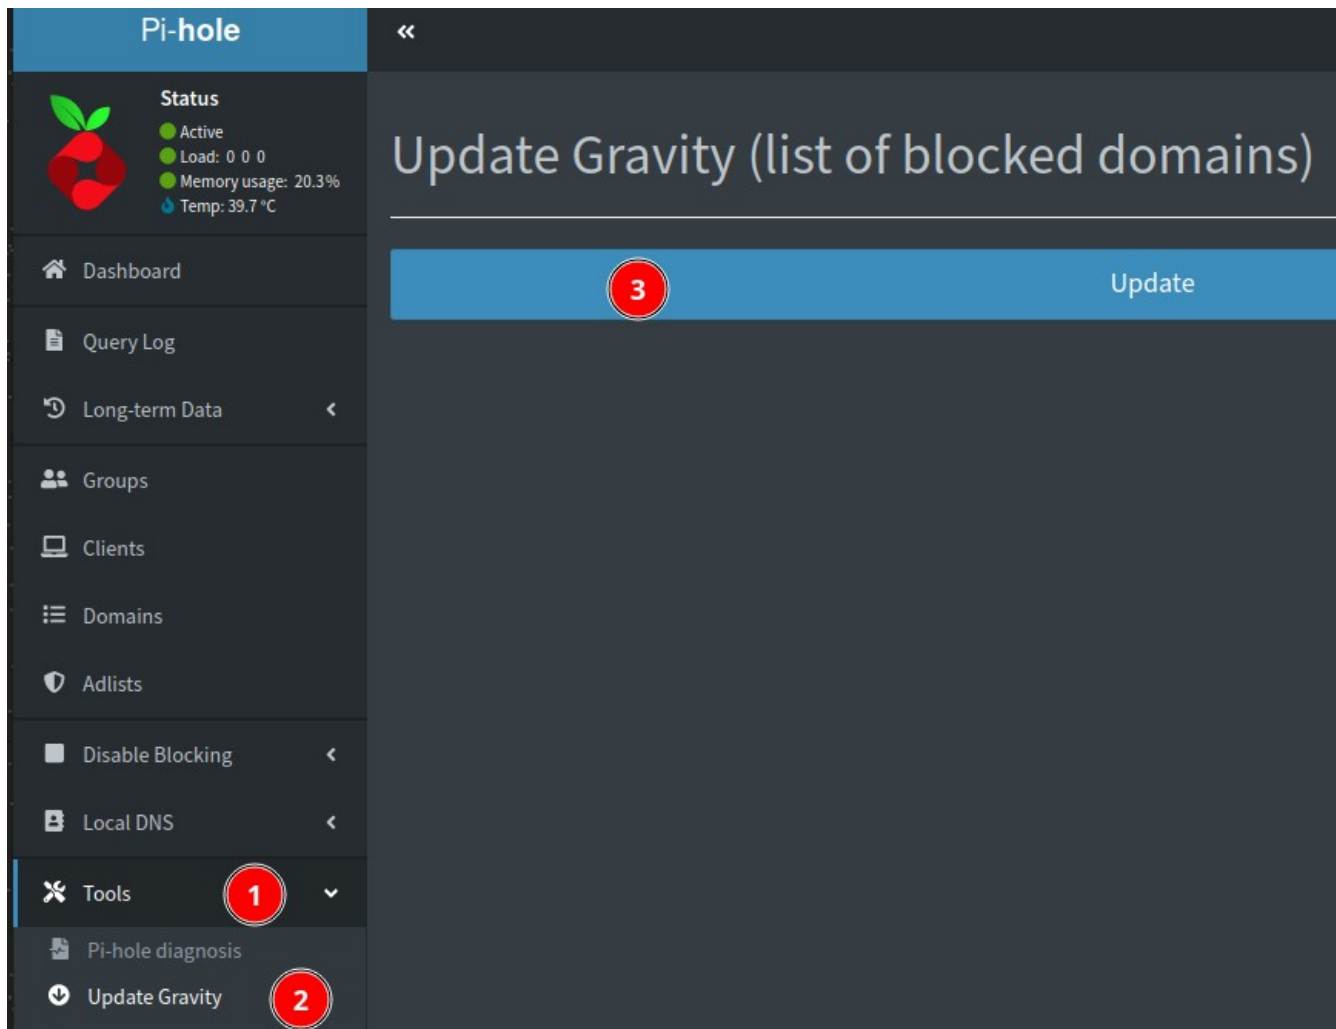 Pi-hole
Status
Active
Load: 0 0 0
Memory usage: 20.3%
Temp: 39.7 °C
Dashboard
Query Log
Long-term Data
Groups
Clients
Domains
Adlists
Disable Blocking
Local DNS
Tools 1
Pi-hole diagnosis
Update Gravity 2
Update Gravity (list of blocked domains)
3 Update